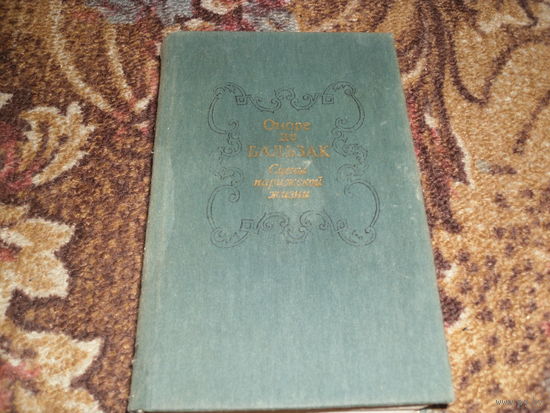 Оноре
де
БАЛЬЗАК
Сцены
парижской
жизни